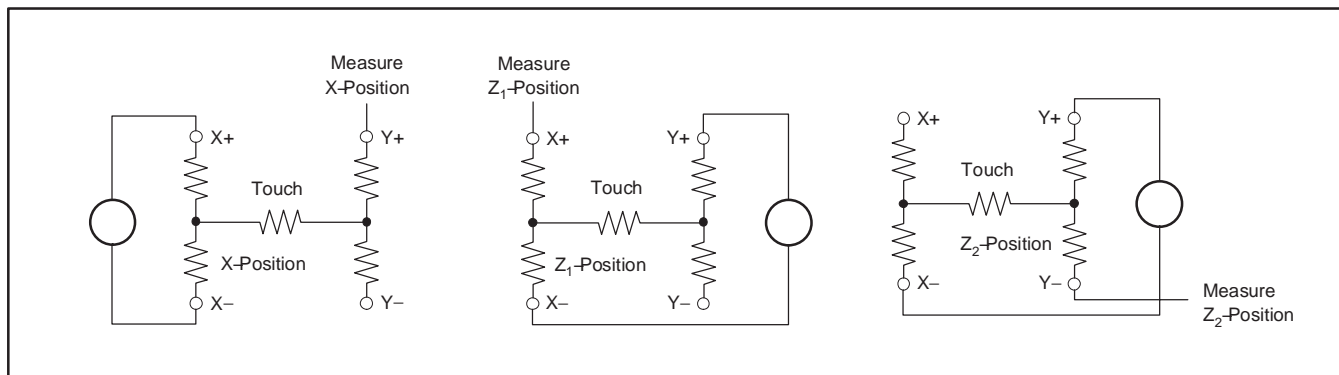 Measure
X–Position
X+
Y+
Touch
X–Position
X–
Y–
Measure
Z₁–Position
X+
Y+
Touch
Z₁–Position
X–
Y–
X+
Y+
Touch
Z₂–Position
X–
Y–
Measure
Z₂–Position